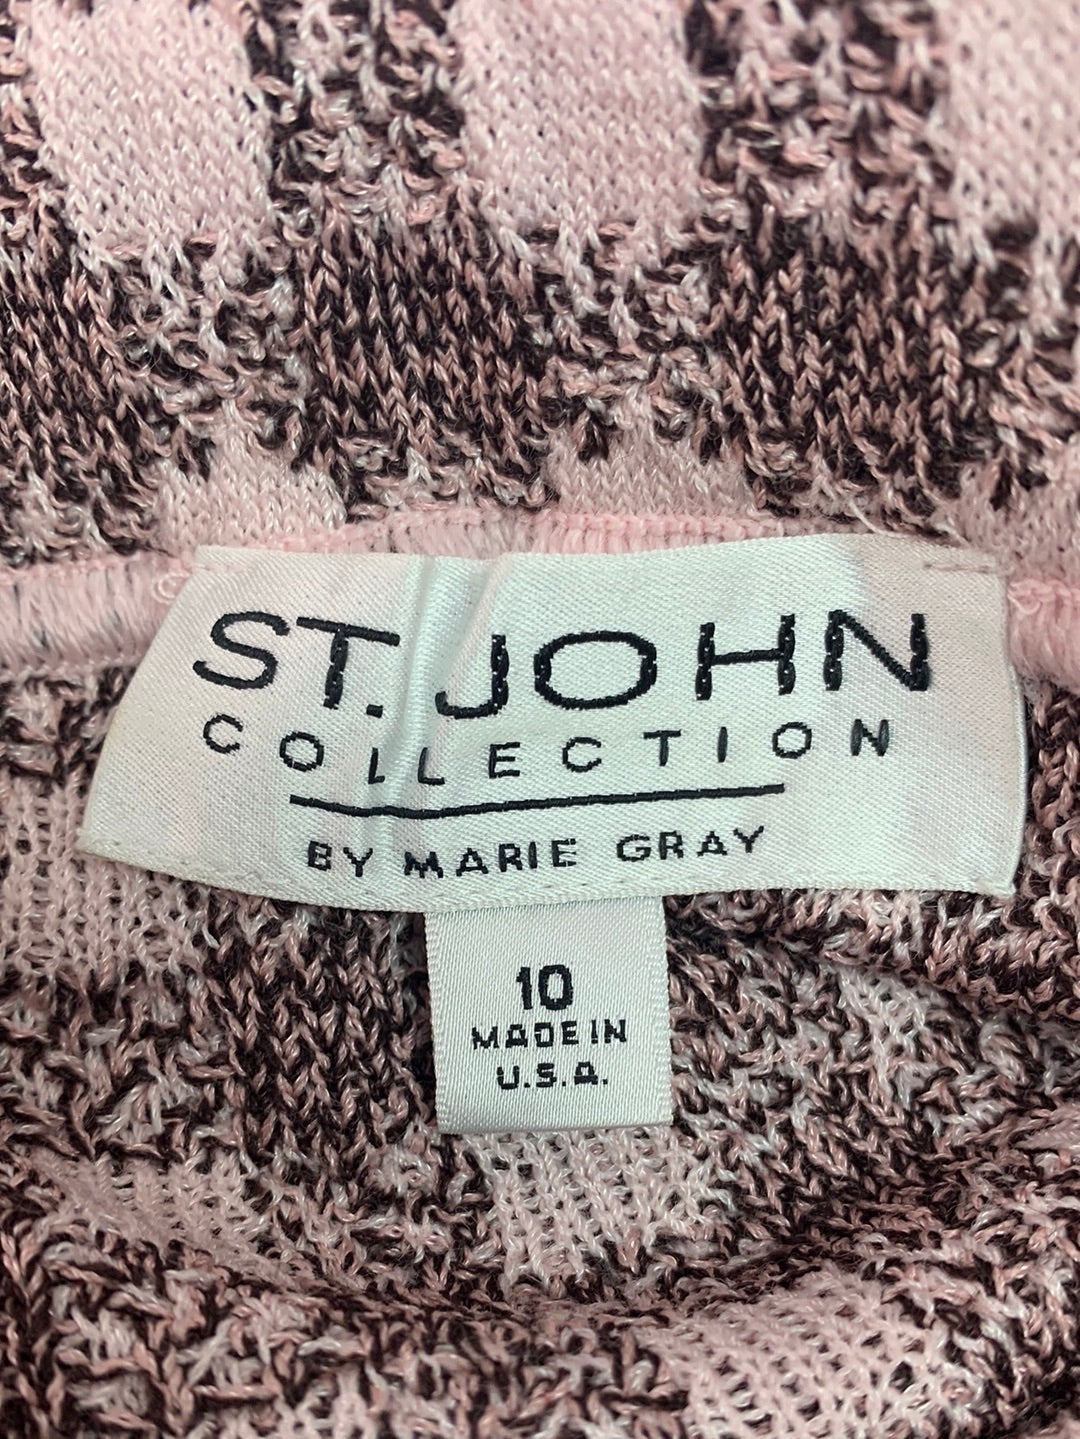 ST. JOHN
COLLECTION
BY MARIE GRAY
10
MADE IN
U.S.A.